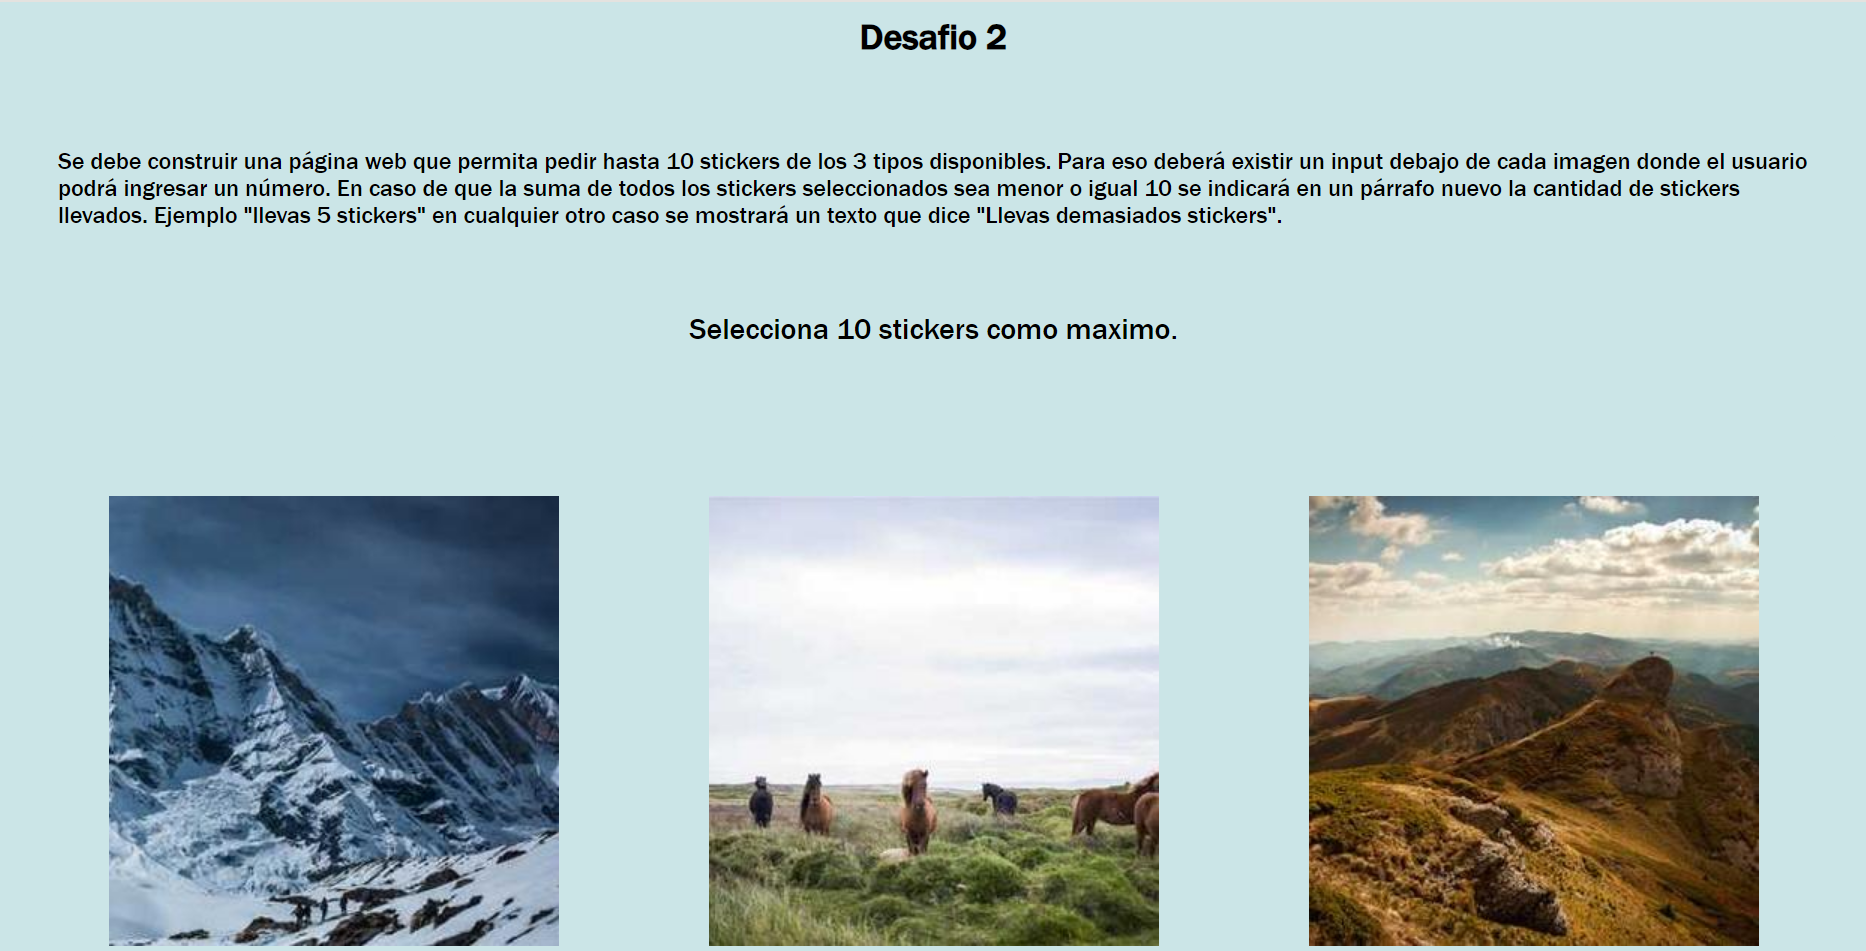 Desafio 2
Se debe construir una página web que permita pedir hasta 10 stickers de los 3 tipos disponibles. Para eso deberá existir un input debajo de cada imagen donde el usuario
podrá ingresar un número. En caso de que la suma de todos los stickers seleccionados sea menor o igual 10 se indicará en un párrafo nuevo la cantidad de stickers
llevados. Ejemplo "llevas 5 stickers" en cualquier otro caso se mostrará un texto que dice "Llevas demasiados stickers".
Selecciona 10 stickers como maximo.